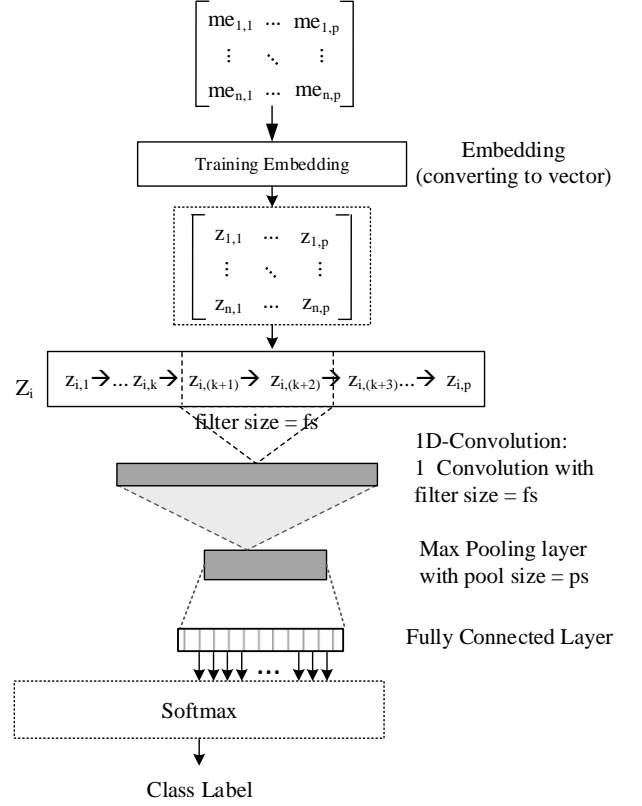 me1,1 ... me1,p
⋮ ⋱ ⋮
men,1 ... men,p
Training Embedding
Embedding
(converting to vector)
z1,1 ... z1,p
⋮ ⋱ ⋮
zn,1 ... zn,p
Zi
zi,1→... zi,k→ zi,(k+1)→ zi,(k+2)→ zi,(k+3)...→ zi,p
filter size = fs
1D-Convolution:
1 Convolution with
filter size = fs
Max Pooling layer
with pool size = ps
Fully Connected Layer
...
Softmax
Class Label